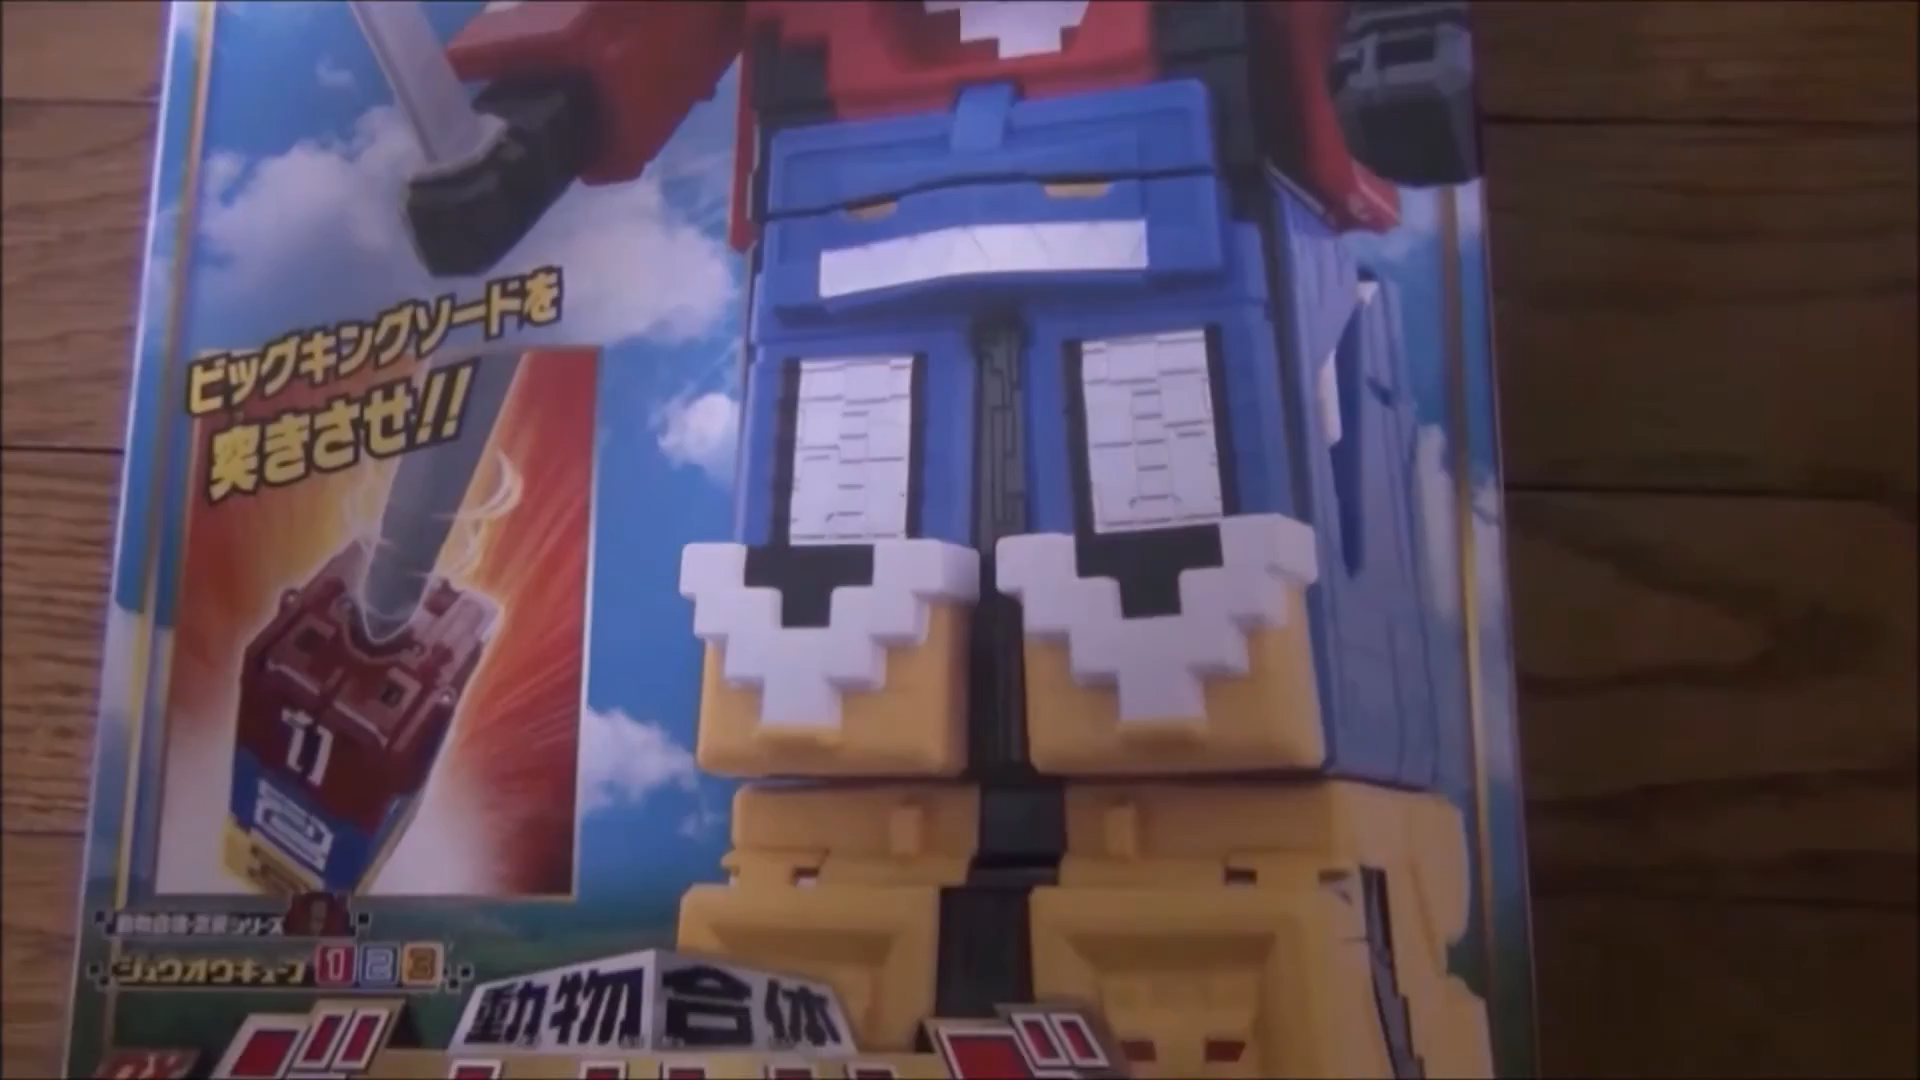 ビッグキングソードを
突きさせ!!
動物合体・武装シリーズ
ジュウオウキューブ 1 2 3
動物合体